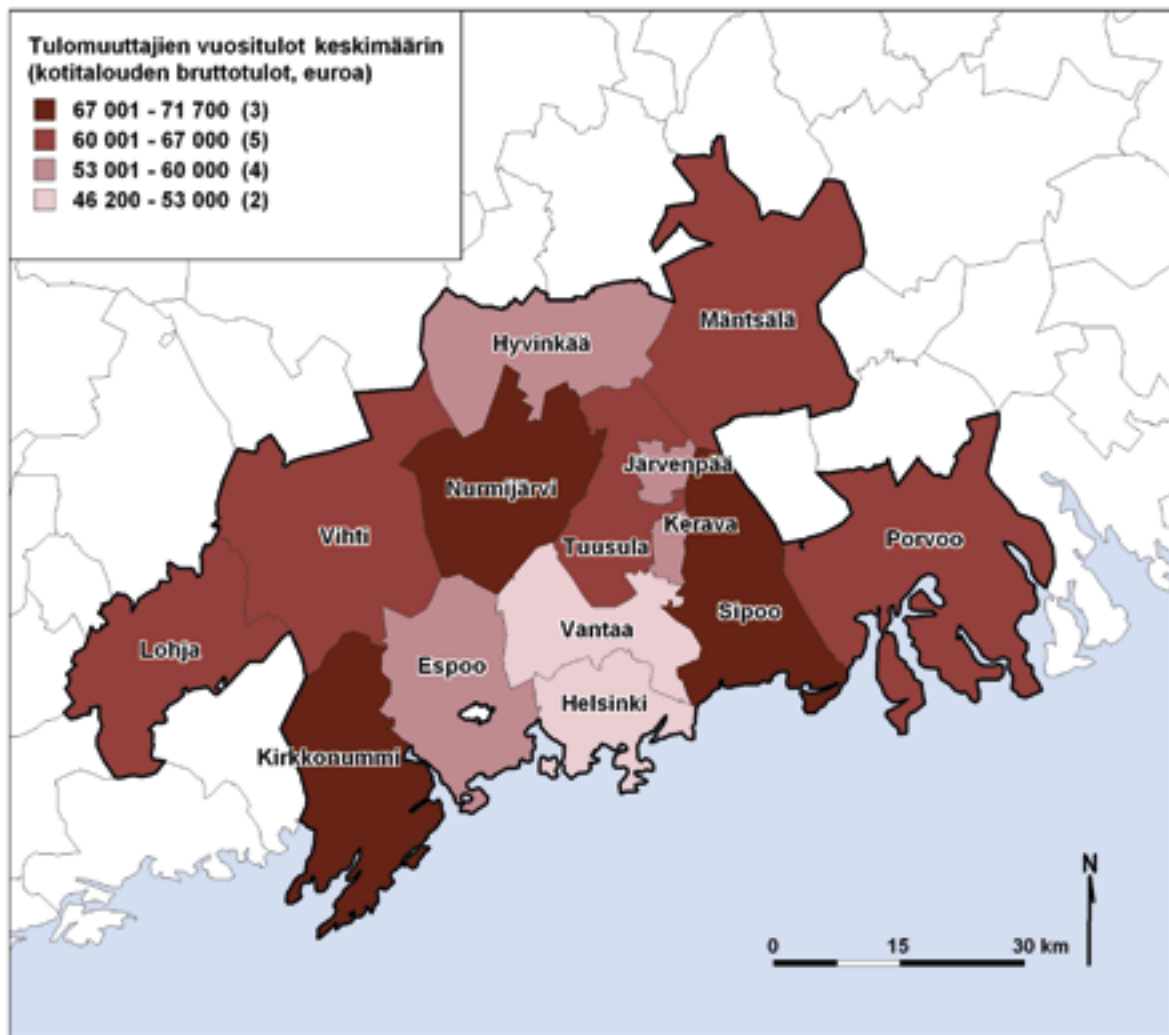 Tulomuuttajien vuositulot keskimäärin
(kotitalouden bruttotulot, euroa)
67 001 - 71 700 (3)
60 001 - 67 000 (5)
53 001 - 60 000 (4)
46 200 - 53 000 (2)
Mäntsälä
Hyvinkää
Järvenpää
Nurmijärvi
Kerava
Vihti
Tuusula
Porvoo
Sipoo
Vantaa
Lohja
Espoo
Helsinki
Kirkkonummi
N
0 15 30 km